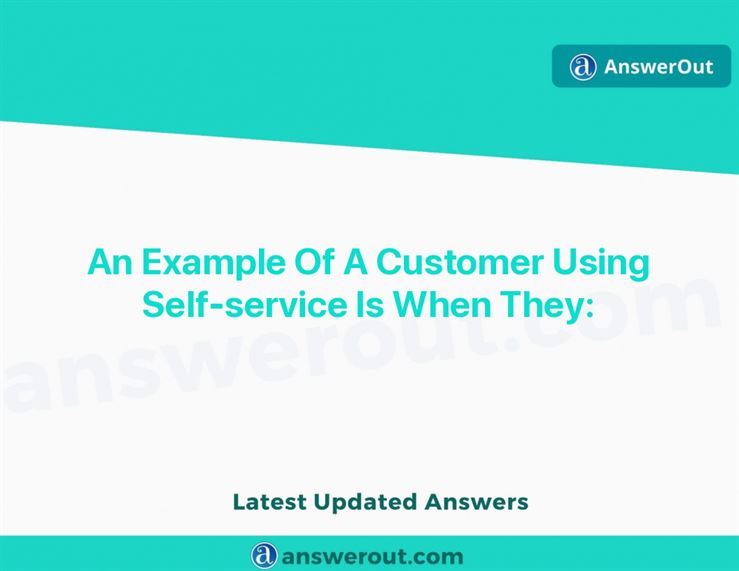 AnswerOut
An Example Of A Customer Using
Self-service Is When They:
answerout.com
Latest Updated Answers
answerout.com